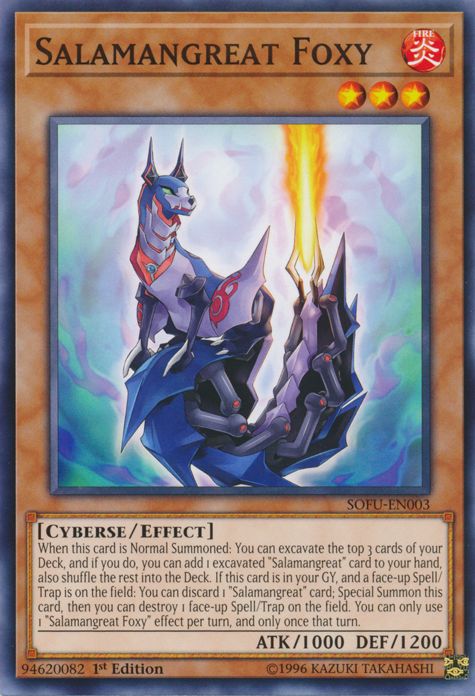 SALAMANGREAT FOXY
FIRE
炎
SOFU-EN003
[CYBERSE/EFFECT]
When this card is Normal Summoned: You can excavate the top 3 cards of your
Deck, and if you do, you can add 1 excavated "Salamangreat" card to your hand,
also shuffle the rest into the Deck. If this card is in your GY, and a face-up Spell/
Trap is on the field: You can discard 1 "Salamangreat" card; Special Summon this
card, then you can destroy 1 face-up Spell/Trap on the field. You can only use
1 "Salamangreat Foxy" effect per turn, and only once that turn.
ATK/1000 DEF/1200
94620082 1st Edition ©1996 KAZUKI TAKAHASHI